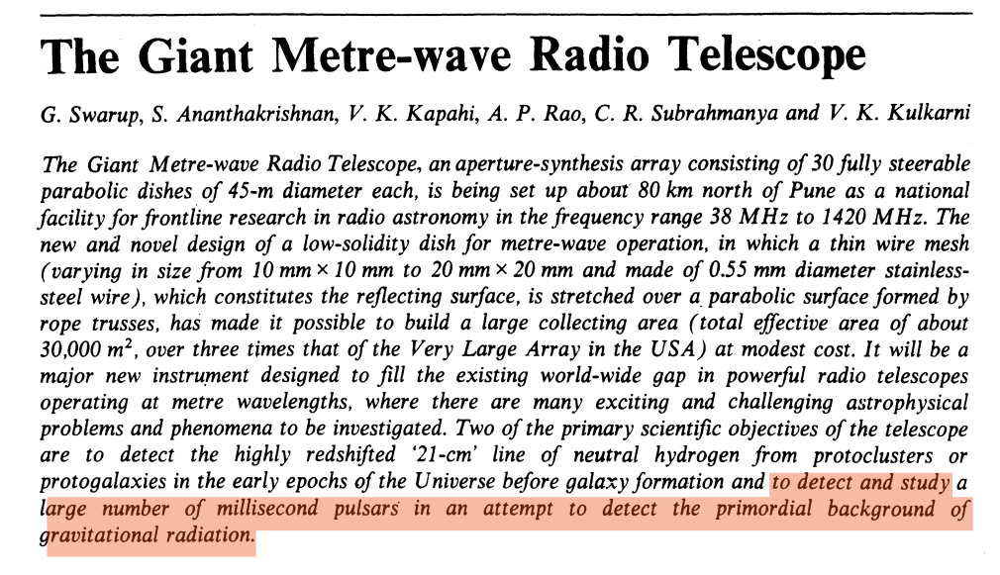 The Giant Metre-wave Radio Telescope
G. Swarup, S. Ananthakrishnan, V. K. Kapahi, A. P. Rao, C. R. Subrahmanya and V. K. Kulkarni
The Giant Metre-wave Radio Telescope, an aperture-synthesis array consisting of 30 fully steerable
parabolic dishes of 45-m diameter each, is being set up about 80 km north of Pune as a national
facility for frontline research in radio astronomy in the frequency range 38 MHz to 1420 MHz. The
new and novel design of a low-solidity dish for metre-wave operation, in which a thin wire mesh
(varying in size from 10 mm × 10 mm to 20 mm × 20 mm and made of 0.55 mm diameter stainless-
steel wire), which constitutes the reflecting surface, is stretched over a parabolic surface formed by
rope trusses, has made it possible to build a large collecting area (total effective area of about
30,000 m², over three times that of the Very Large Array in the USA) at modest cost. It will be a
major new instrument designed to fill the existing world-wide gap in powerful radio telescopes
operating at metre wavelengths, where there are many exciting and challenging astrophysical
problems and phenomena to be investigated. Two of the primary scientific objectives of the telescope
are to detect the highly redshifted ‘21-cm’ line of neutral hydrogen from protoclusters or
protogalaxies in the early epochs of the Universe before galaxy formation and to detect and study a
large number of millisecond pulsars in an attempt to detect the primordial background of
gravitational radiation.